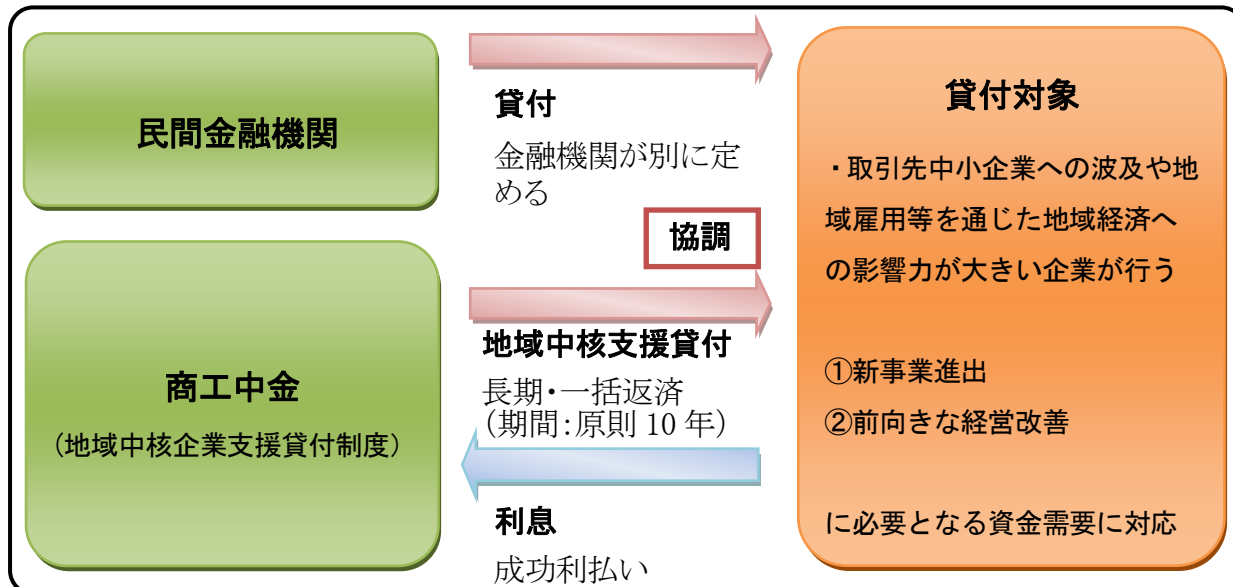 民間金融機関
貸付
金融機関が別に定
める
協調
商工中金
（地域中核企業支援貸付制度）
地域中核支援貸付
長期・一括返済
（期間：原則 10 年）
利息
成功利払い
貸付対象
・取引先中小企業への波及や地
域雇用等を通じた地域経済へ
の影響力が大きい企業が行う
①新事業進出
②前向きな経営改善
に必要となる資金需要に対応